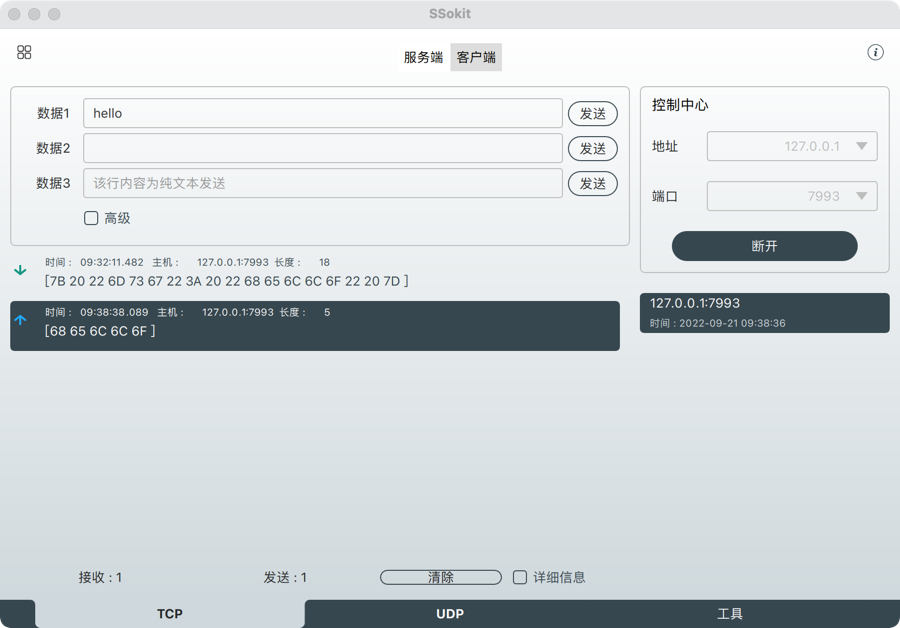 SSokit
服务端 客户端
数据1 hello 发送
数据2 发送
数据3 该行内容为纯文本发送 发送
高级
控制中心
地址 127.0.0.1
端口 7993
断开
时间： 09:32:11.482 主机： 127.0.0.1:7993 长度： 18
[7B 20 22 6D 73 67 22 3A 20 22 68 65 6C 6C 6F 22 20 7D ]
时间： 09:38:38.089 主机： 127.0.0.1:7993 长度： 5
[68 65 6C 6C 6F ]
127.0.0.1:7993
时间：2022-09-21 09:38:36
接收 : 1 发送 : 1 清除 详细信息
TCP UDP 工具